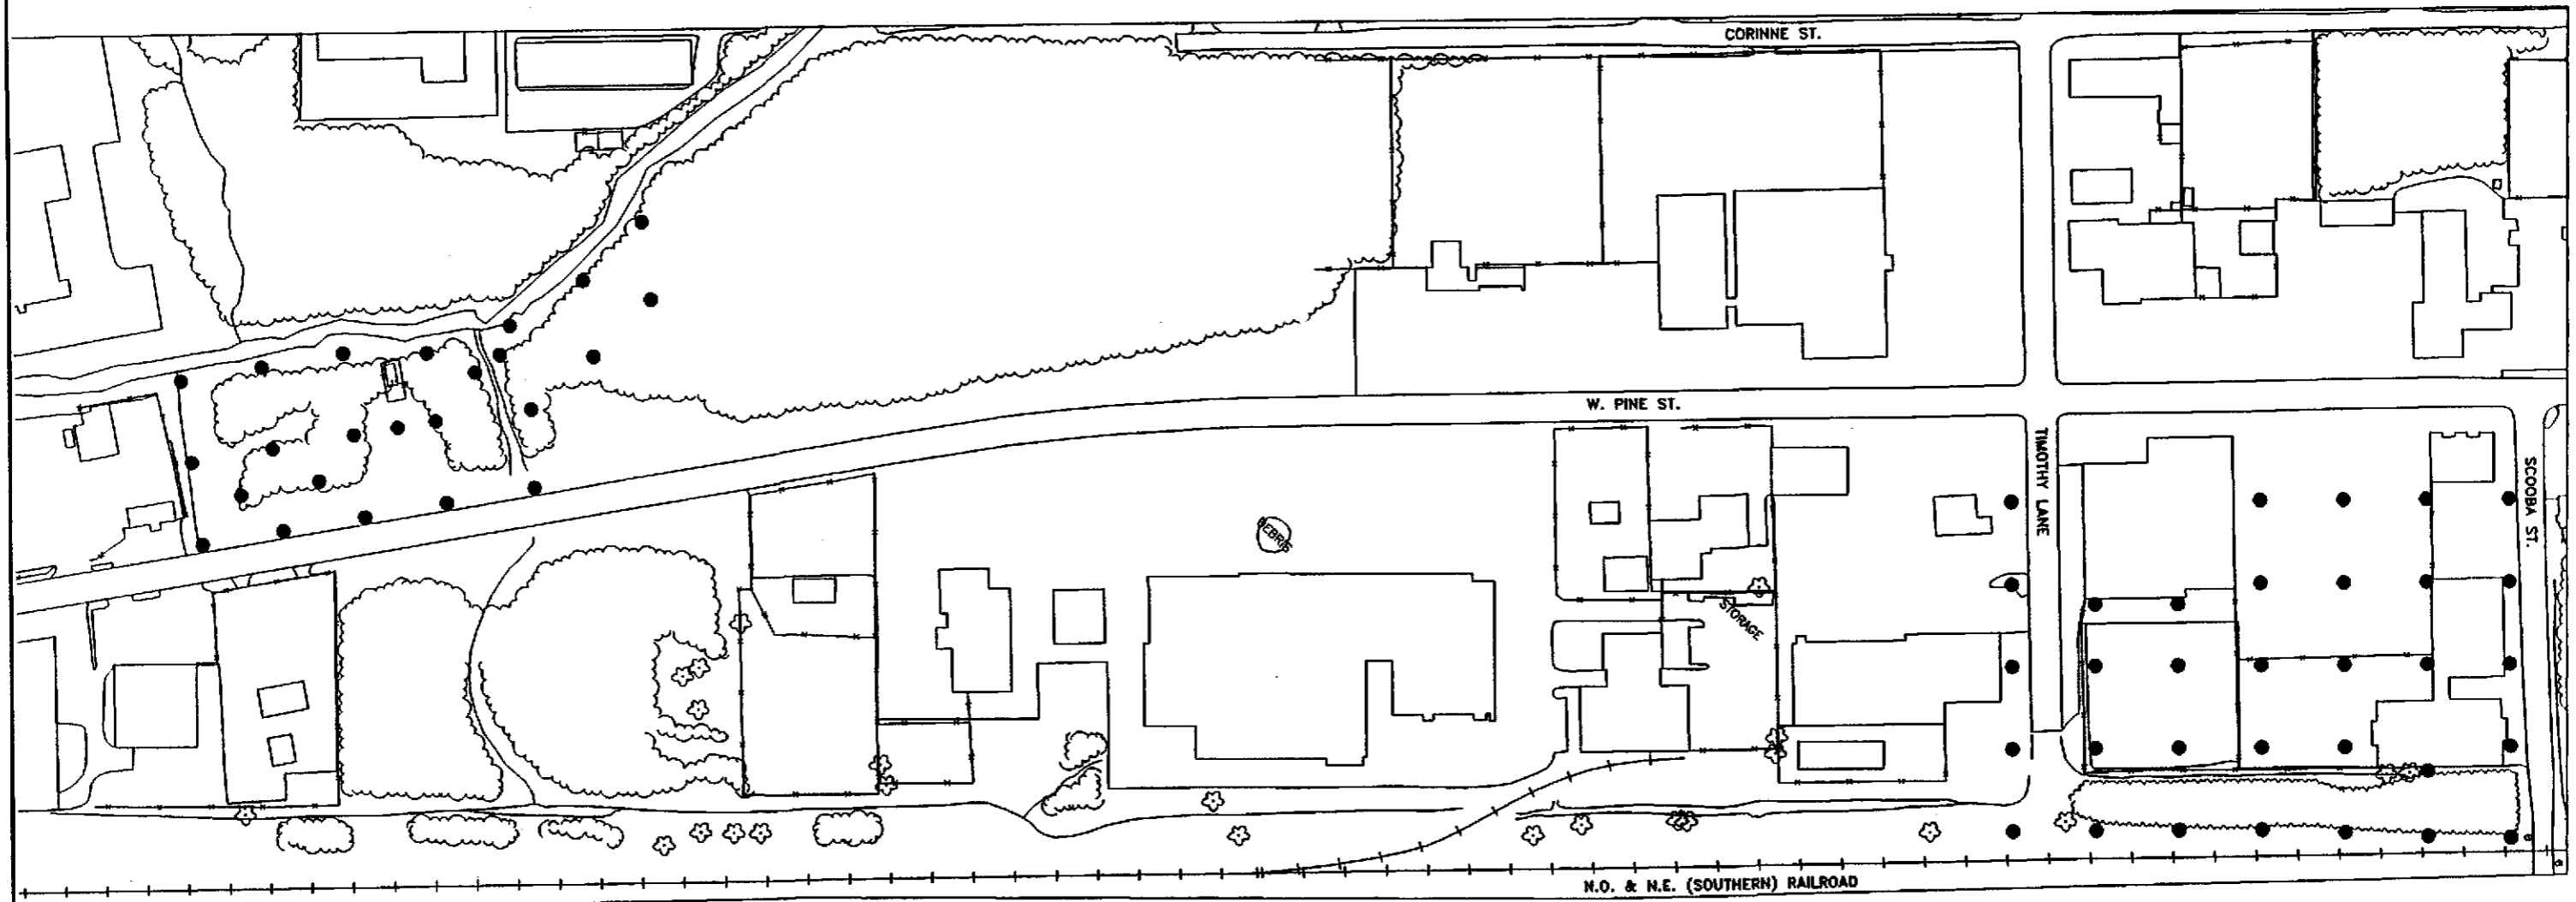 CORINNE ST.
W. PINE ST.
TIMOTHY LANE
SCOOBA ST.
DEBRIS
STORAGE
N.O. & N.E. (SOUTHERN) RAILROAD